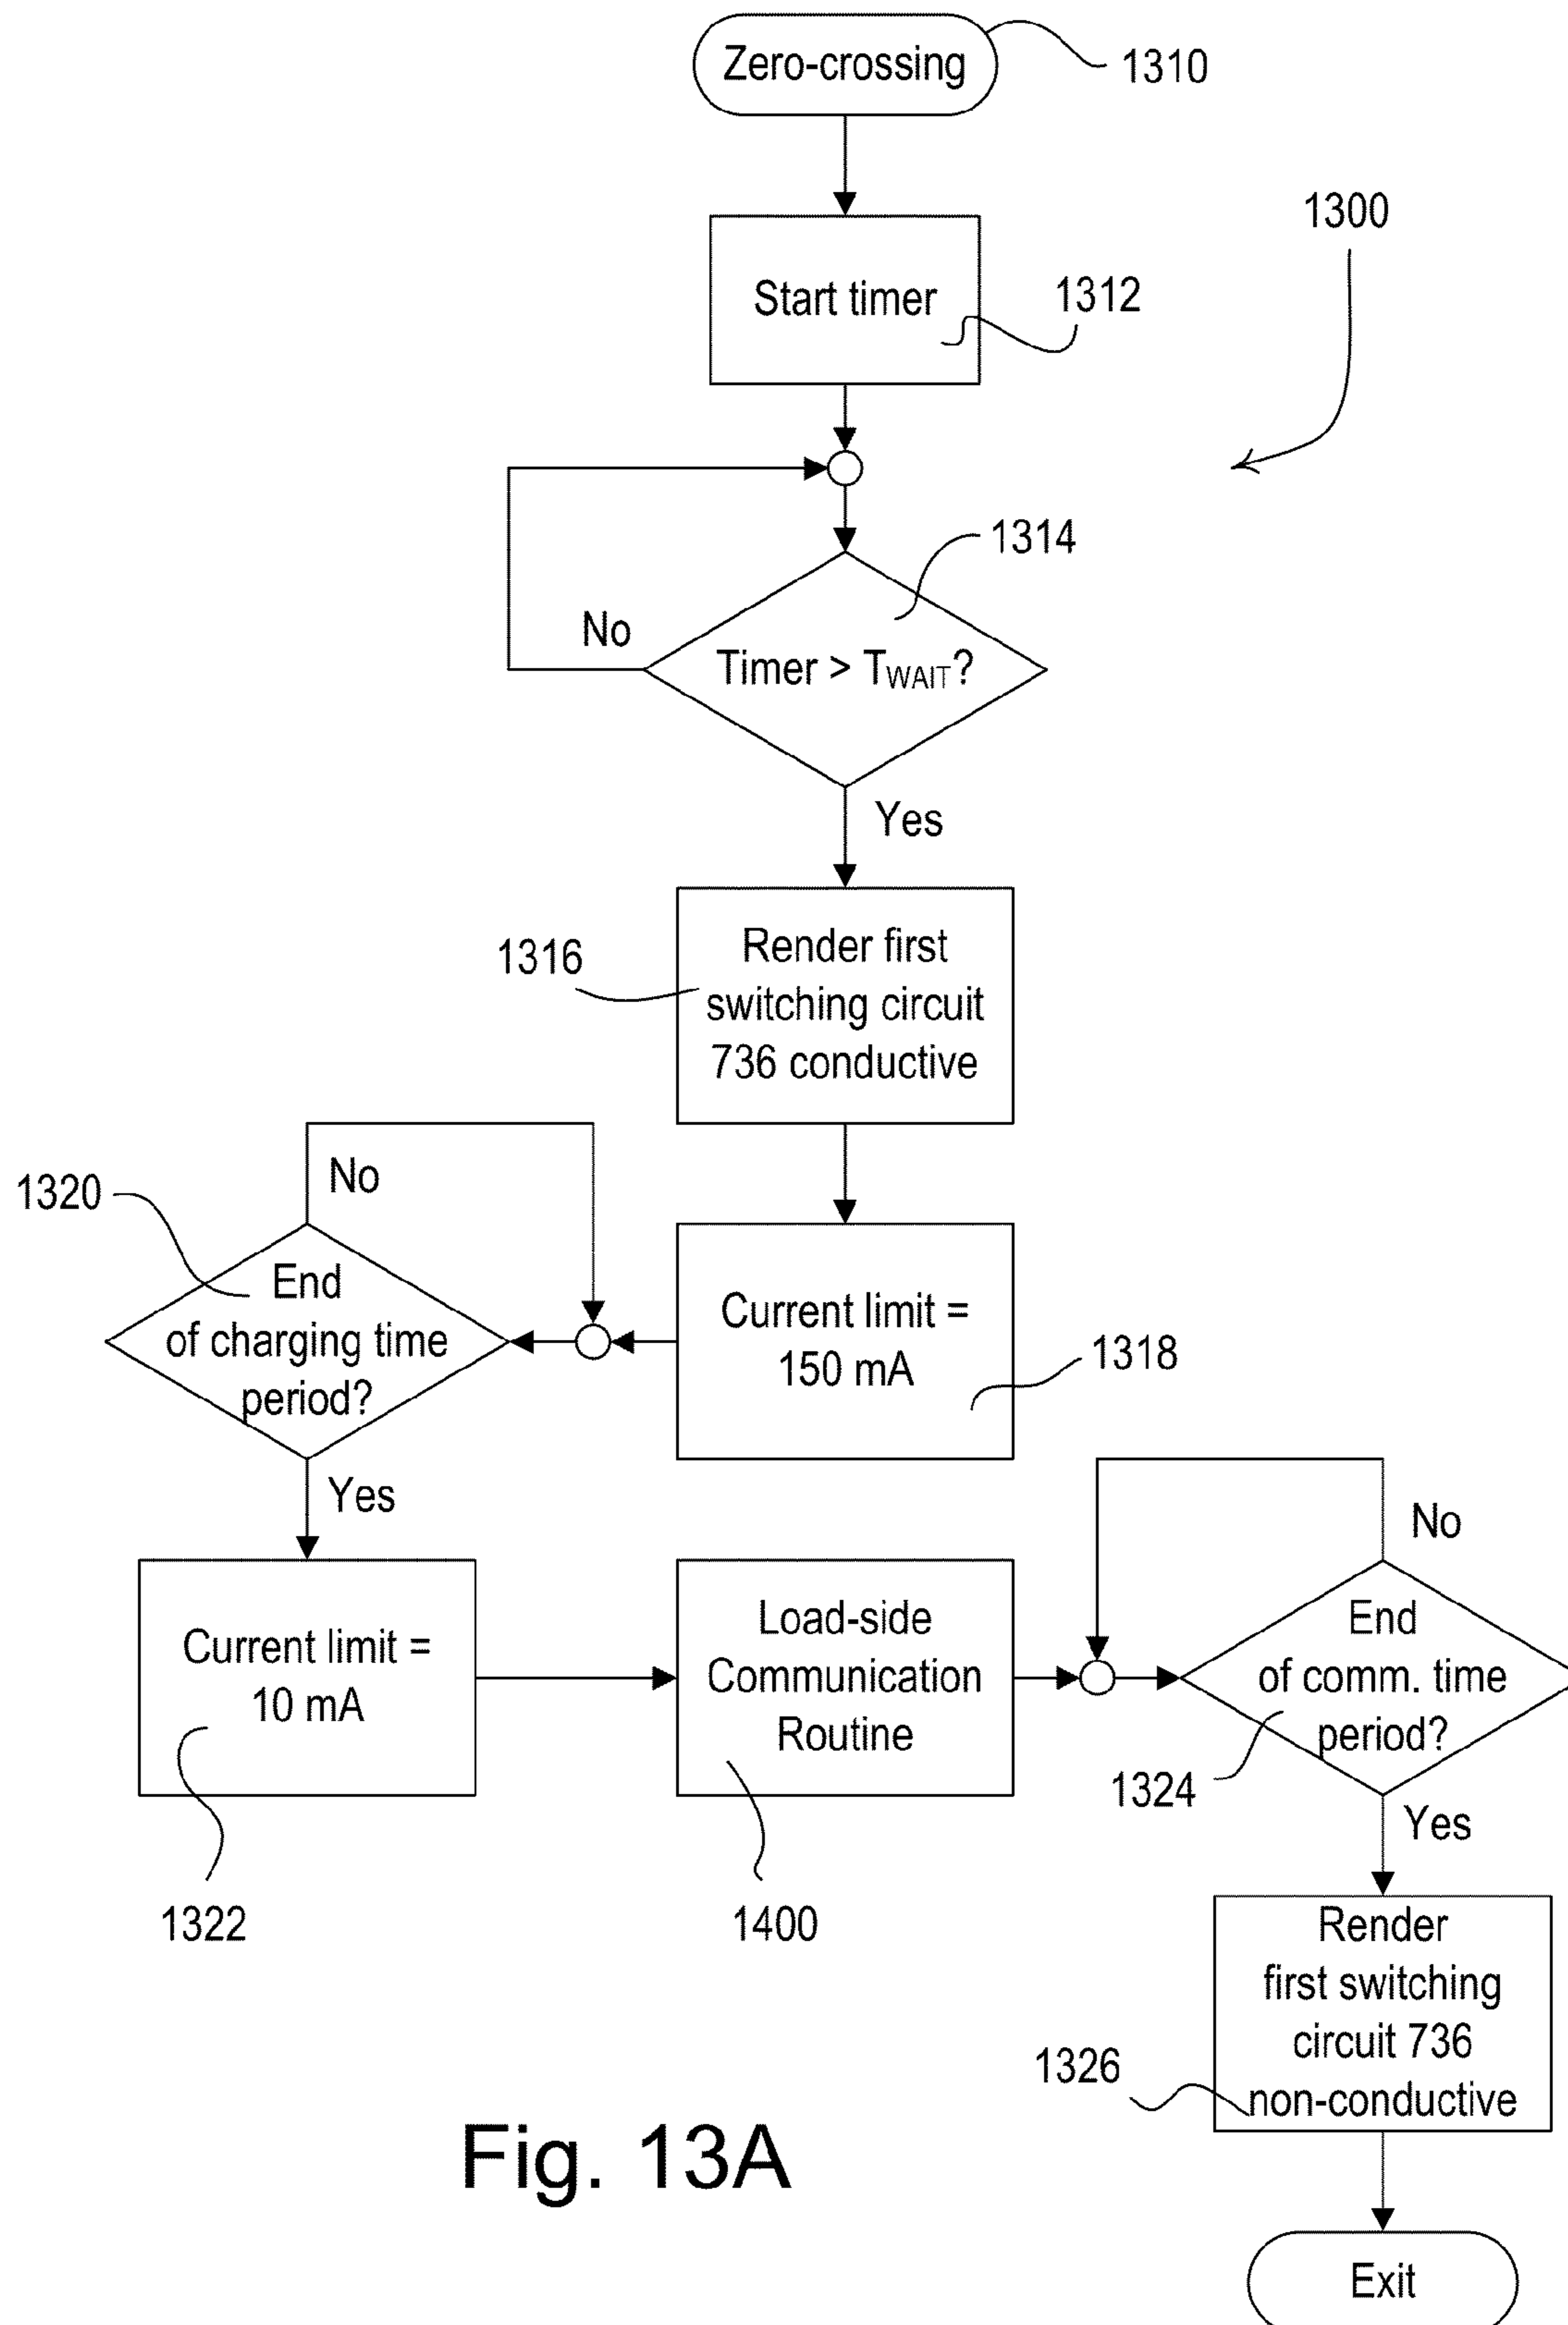 Zero-crossing
1310
1300
Start timer
1312
1314
No
Timer > TWAIT?
Yes
1316
Render first
switching circuit
736 conductive
1320
No
End
of charging time
period?
Current limit =
150 mA
1318
Yes
No
Current limit =
10 mA
Load-side
Communication
Routine
End
of comm. time
period?
1324
Yes
1322
1400
Render
first switching
circuit 736
non-conductive
1326
Fig. 13A
Exit